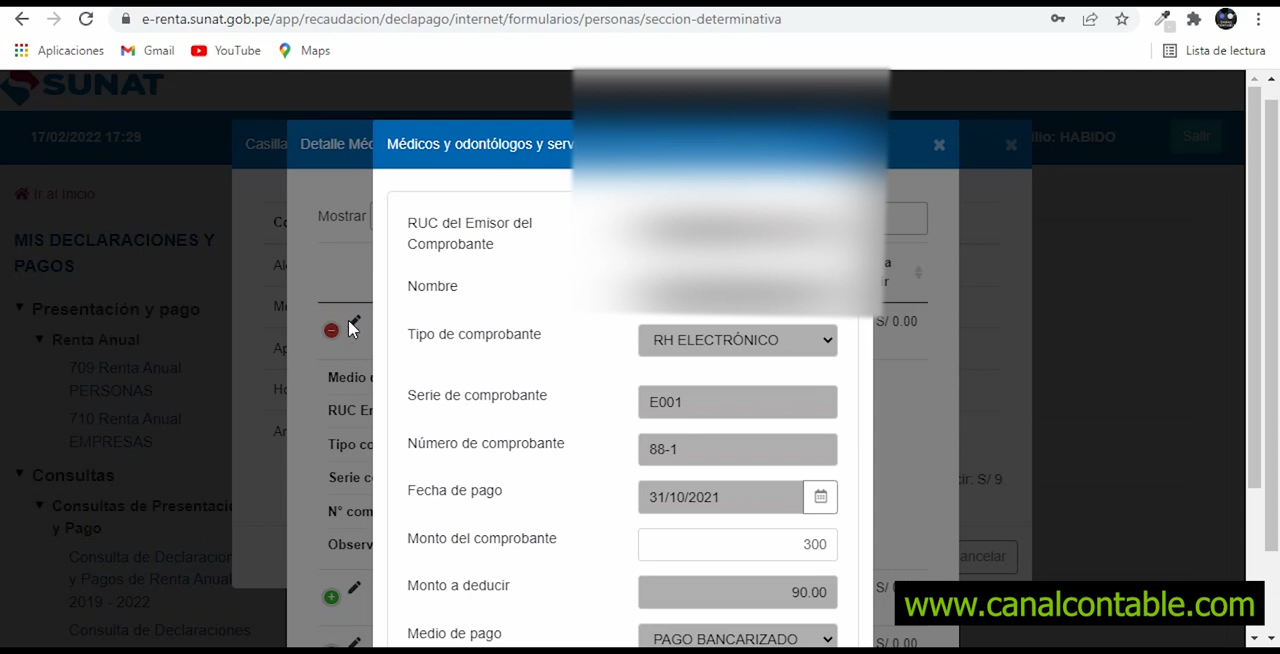 e-renta.sunat.gob.pe/app/recaudacion/declapago/internet/formularios/personas/seccion-determinativa
Aplicaciones Gmail YouTube Maps Lista de lectura
SUNAT
17/02/2022 17:29
Casilla
Detalle Méd
Médicos y odontólogos y serv
ilio: HABIDO
Salir
Ir al Inicio
MIS DECLARACIONES Y
PAGOS
Presentación y pago
Renta Anual
709 Renta Anual
PERSONAS
710 Renta Anual
EMPRESAS
Consultas
Consultas de Presentació
y Pago
Consulta de Declaracion
y Pagos de Renta Anual
2019 - 2022
Consulta de Declaraciones
Mostrar
Medio d
RUC En
Tipo co
Serie c
N° com
Observ
RUC del Emisor del
Comprobante
Nombre
Tipo de comprobante RH ELECTRÓNICO
Serie de comprobante E001
Número de comprobante 88-1
Fecha de pago 31/10/2021
Monto del comprobante 300
Monto a deducir 90.00
Medio de pago PAGO BANCARIZADO
S/ 0.00
cir: S/ 9
ancelar
S/ 0.00
www.canalcontable.com